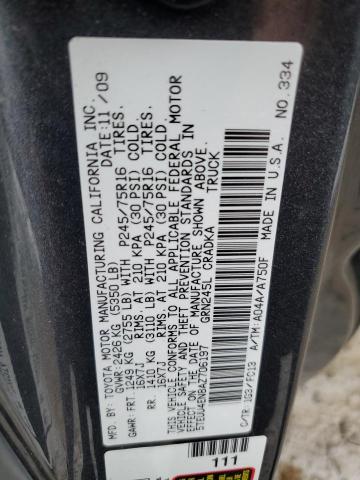 MFD. BY: TOYOTA MOTOR MANUFACTURING CALIFORNIA INC.
GVWR: 2426 KG (5350 LB) DATE: 11/09
GAWR: FRT. 1249 KG (2755 LB) WITH P245/75R16 TIRES.
16X7J RIMS. AT 210 KPA (30 PSI) COLD.
RR. 1410 KG (3110 LB) WITH P245/75R16 TIRES.
16X7J RIMS. AT 210 KPA (30 PSI) COLD.
THIS VEHICLE CONFORMS TO ALL APPLICABLE FEDERAL MOTOR
VEHICLE SAFETY AND THEFT PREVENTION STANDARDS IN
EFFECT ON THE DATE OF MANUFACTURE SHOWN ABOVE.
5TEUU4EN9AZ706197 TRUCK
GRN245L CRADKA
C/TR: 1G3/FC13 A/TM: A04A/A750F
MADE IN U.S.A. NO.334
111